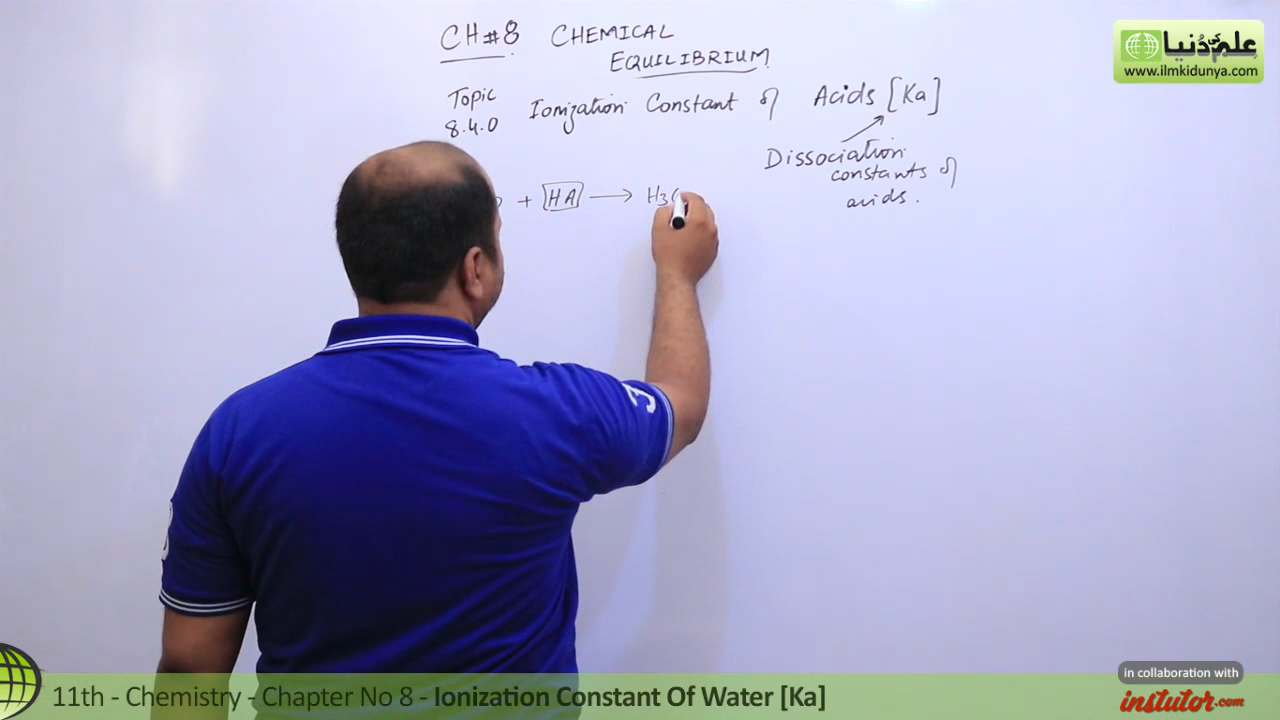 CH#8 CHEMICAL
EQUILIBRIUM
Topic
8.4.0
Ionization Constant of Acids [Ka]
Dissociation
constants of
acids.
+ HA → H3
علم کی دُنیا
www.ilmkidunya.com
11th - Chemistry - Chapter No 8 - Ionization Constant Of Water [Ka]
in collaboration with
instutor.com